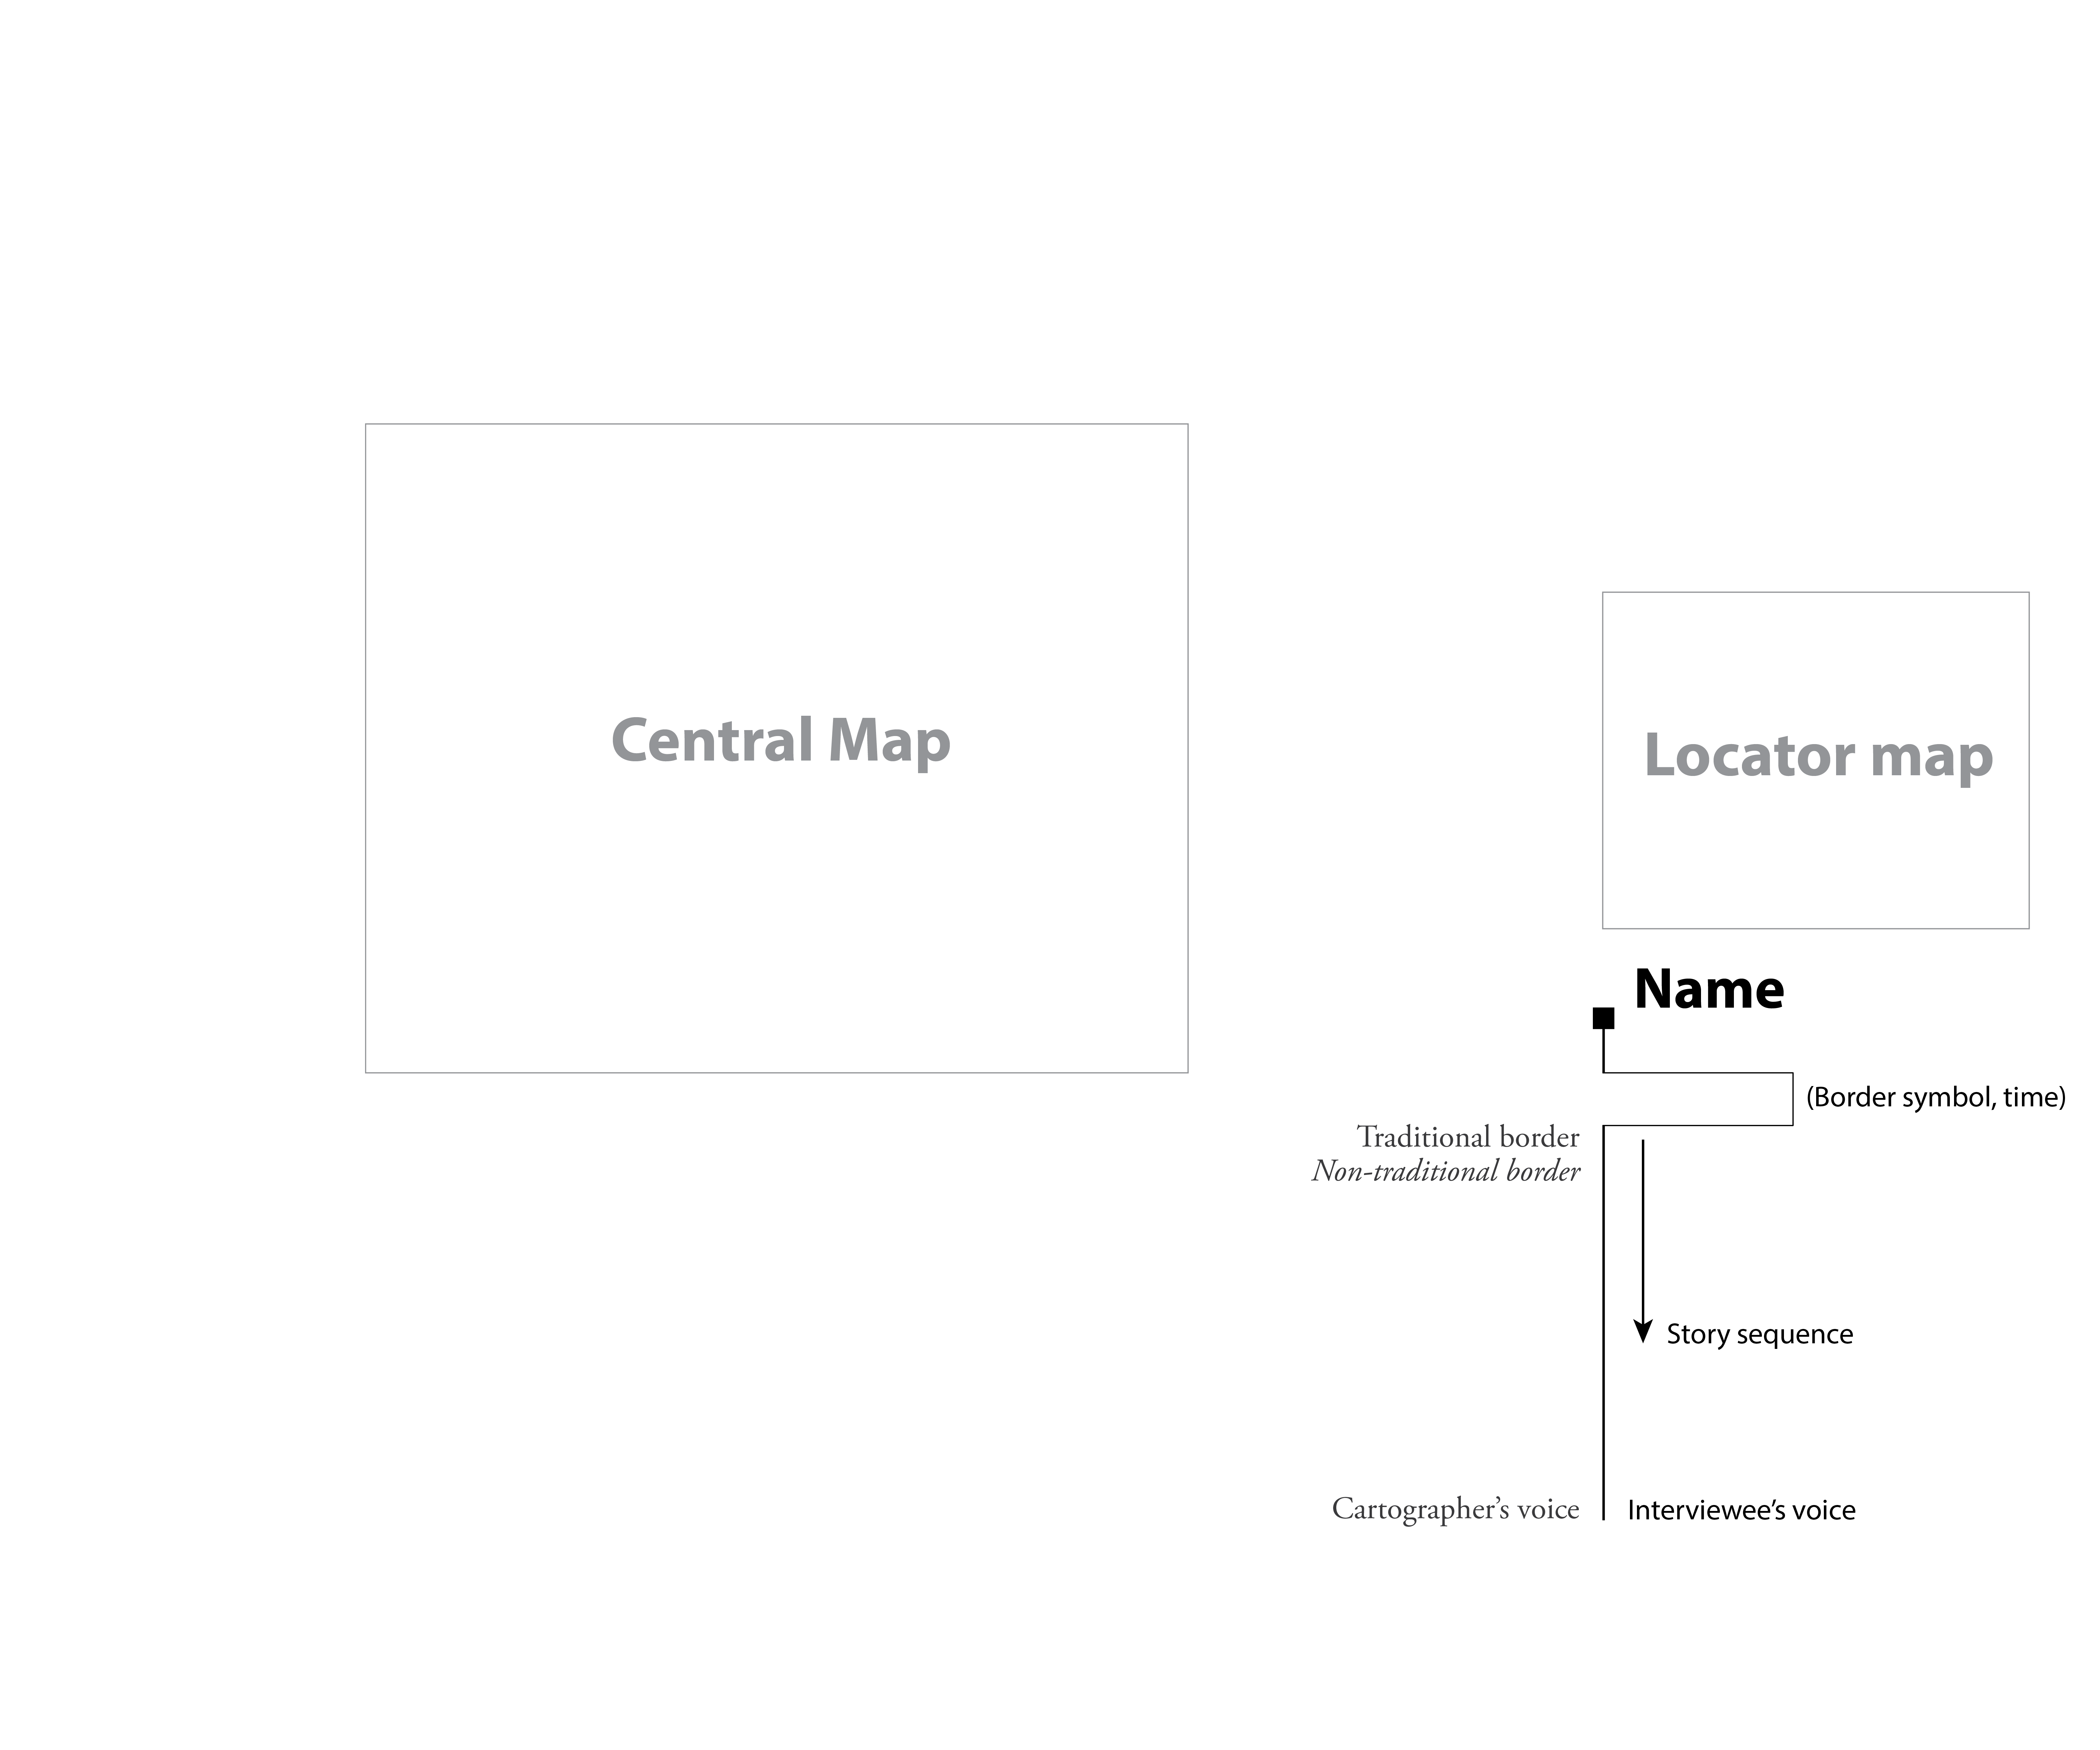 Central Map
Locator map
Name
(Border symbol, time)
Traditional border
Non-traditional border
Story sequence
Cartographer’s voice
Interviewee’s voice